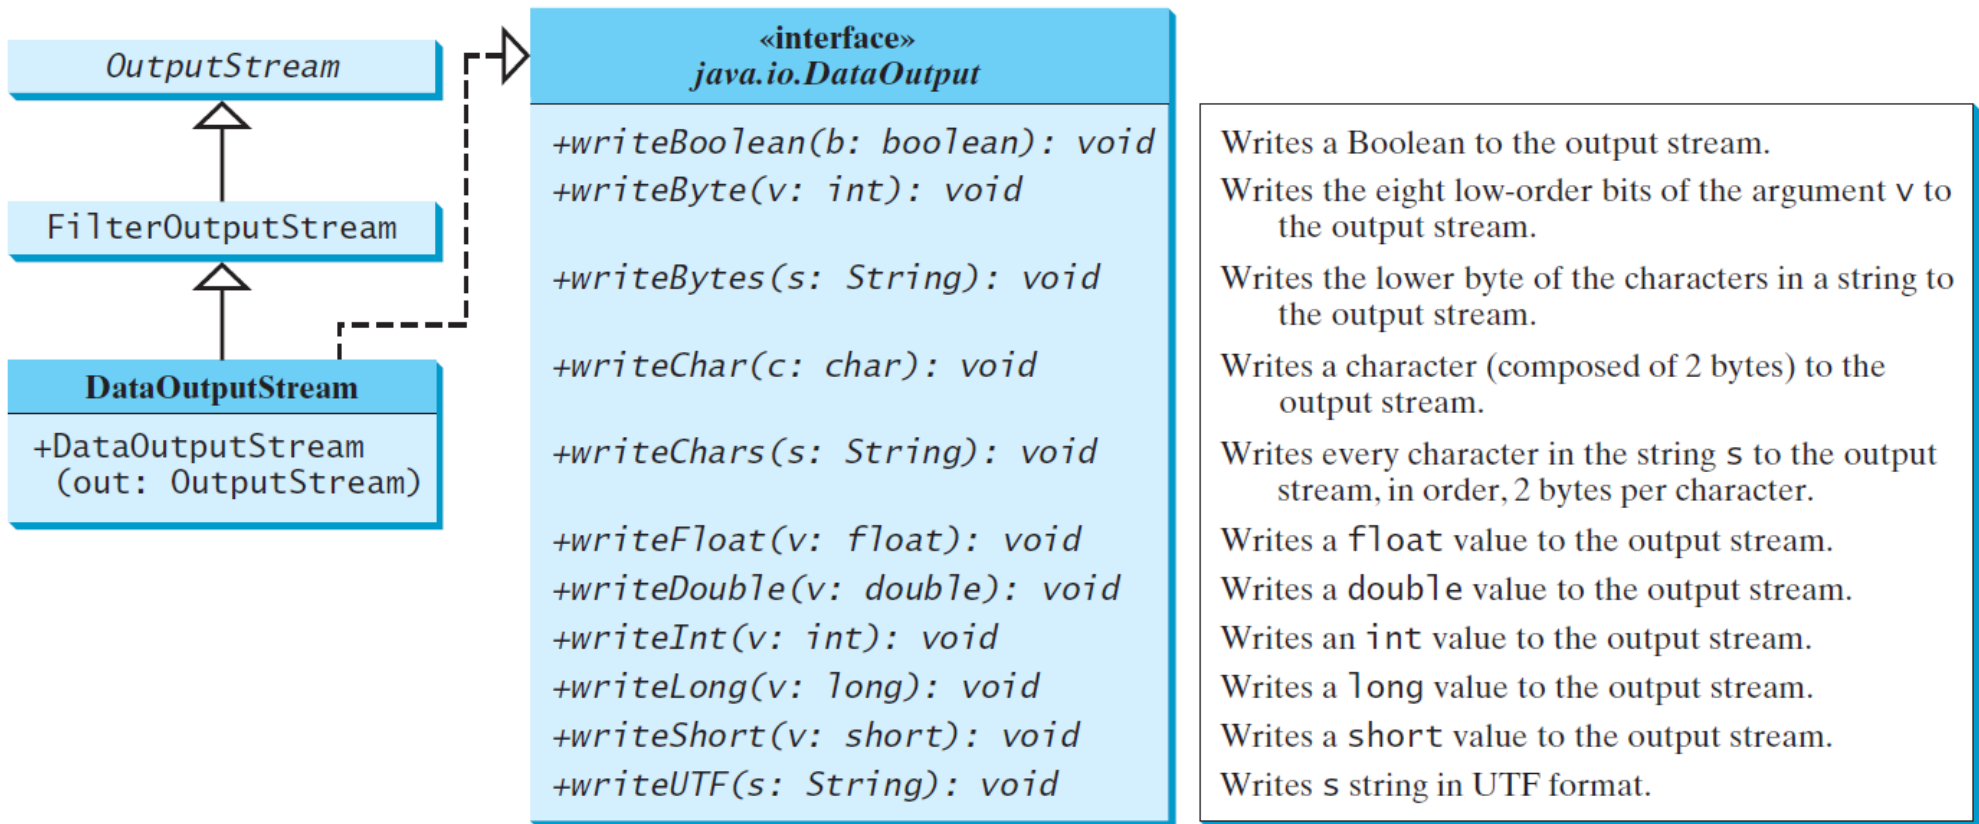 OutputStream
FilterOutputStream
DataOutputStream
+DataOutputStream
(out: OutputStream)
«interface»
java.io.DataOutput
+writeBoolean(b: boolean): void
+writeByte(v: int): void
+writeBytes(s: String): void
+writeChar(c: char): void
+writeChars(s: String): void
+writeFloat(v: float): void
+writeDouble(v: double): void
+writeInt(v: int): void
+writeLong(v: long): void
+writeShort(v: short): void
+writeUTF(s: String): void
Writes a Boolean to the output stream.
Writes the eight low-order bits of the argument v to
the output stream.
Writes the lower byte of the characters in a string to
the output stream.
Writes a character (composed of 2 bytes) to the
output stream.
Writes every character in the string s to the output
stream, in order, 2 bytes per character.
Writes a float value to the output stream.
Writes a double value to the output stream.
Writes an int value to the output stream.
Writes a long value to the output stream.
Writes a short value to the output stream.
Writes s string in UTF format.